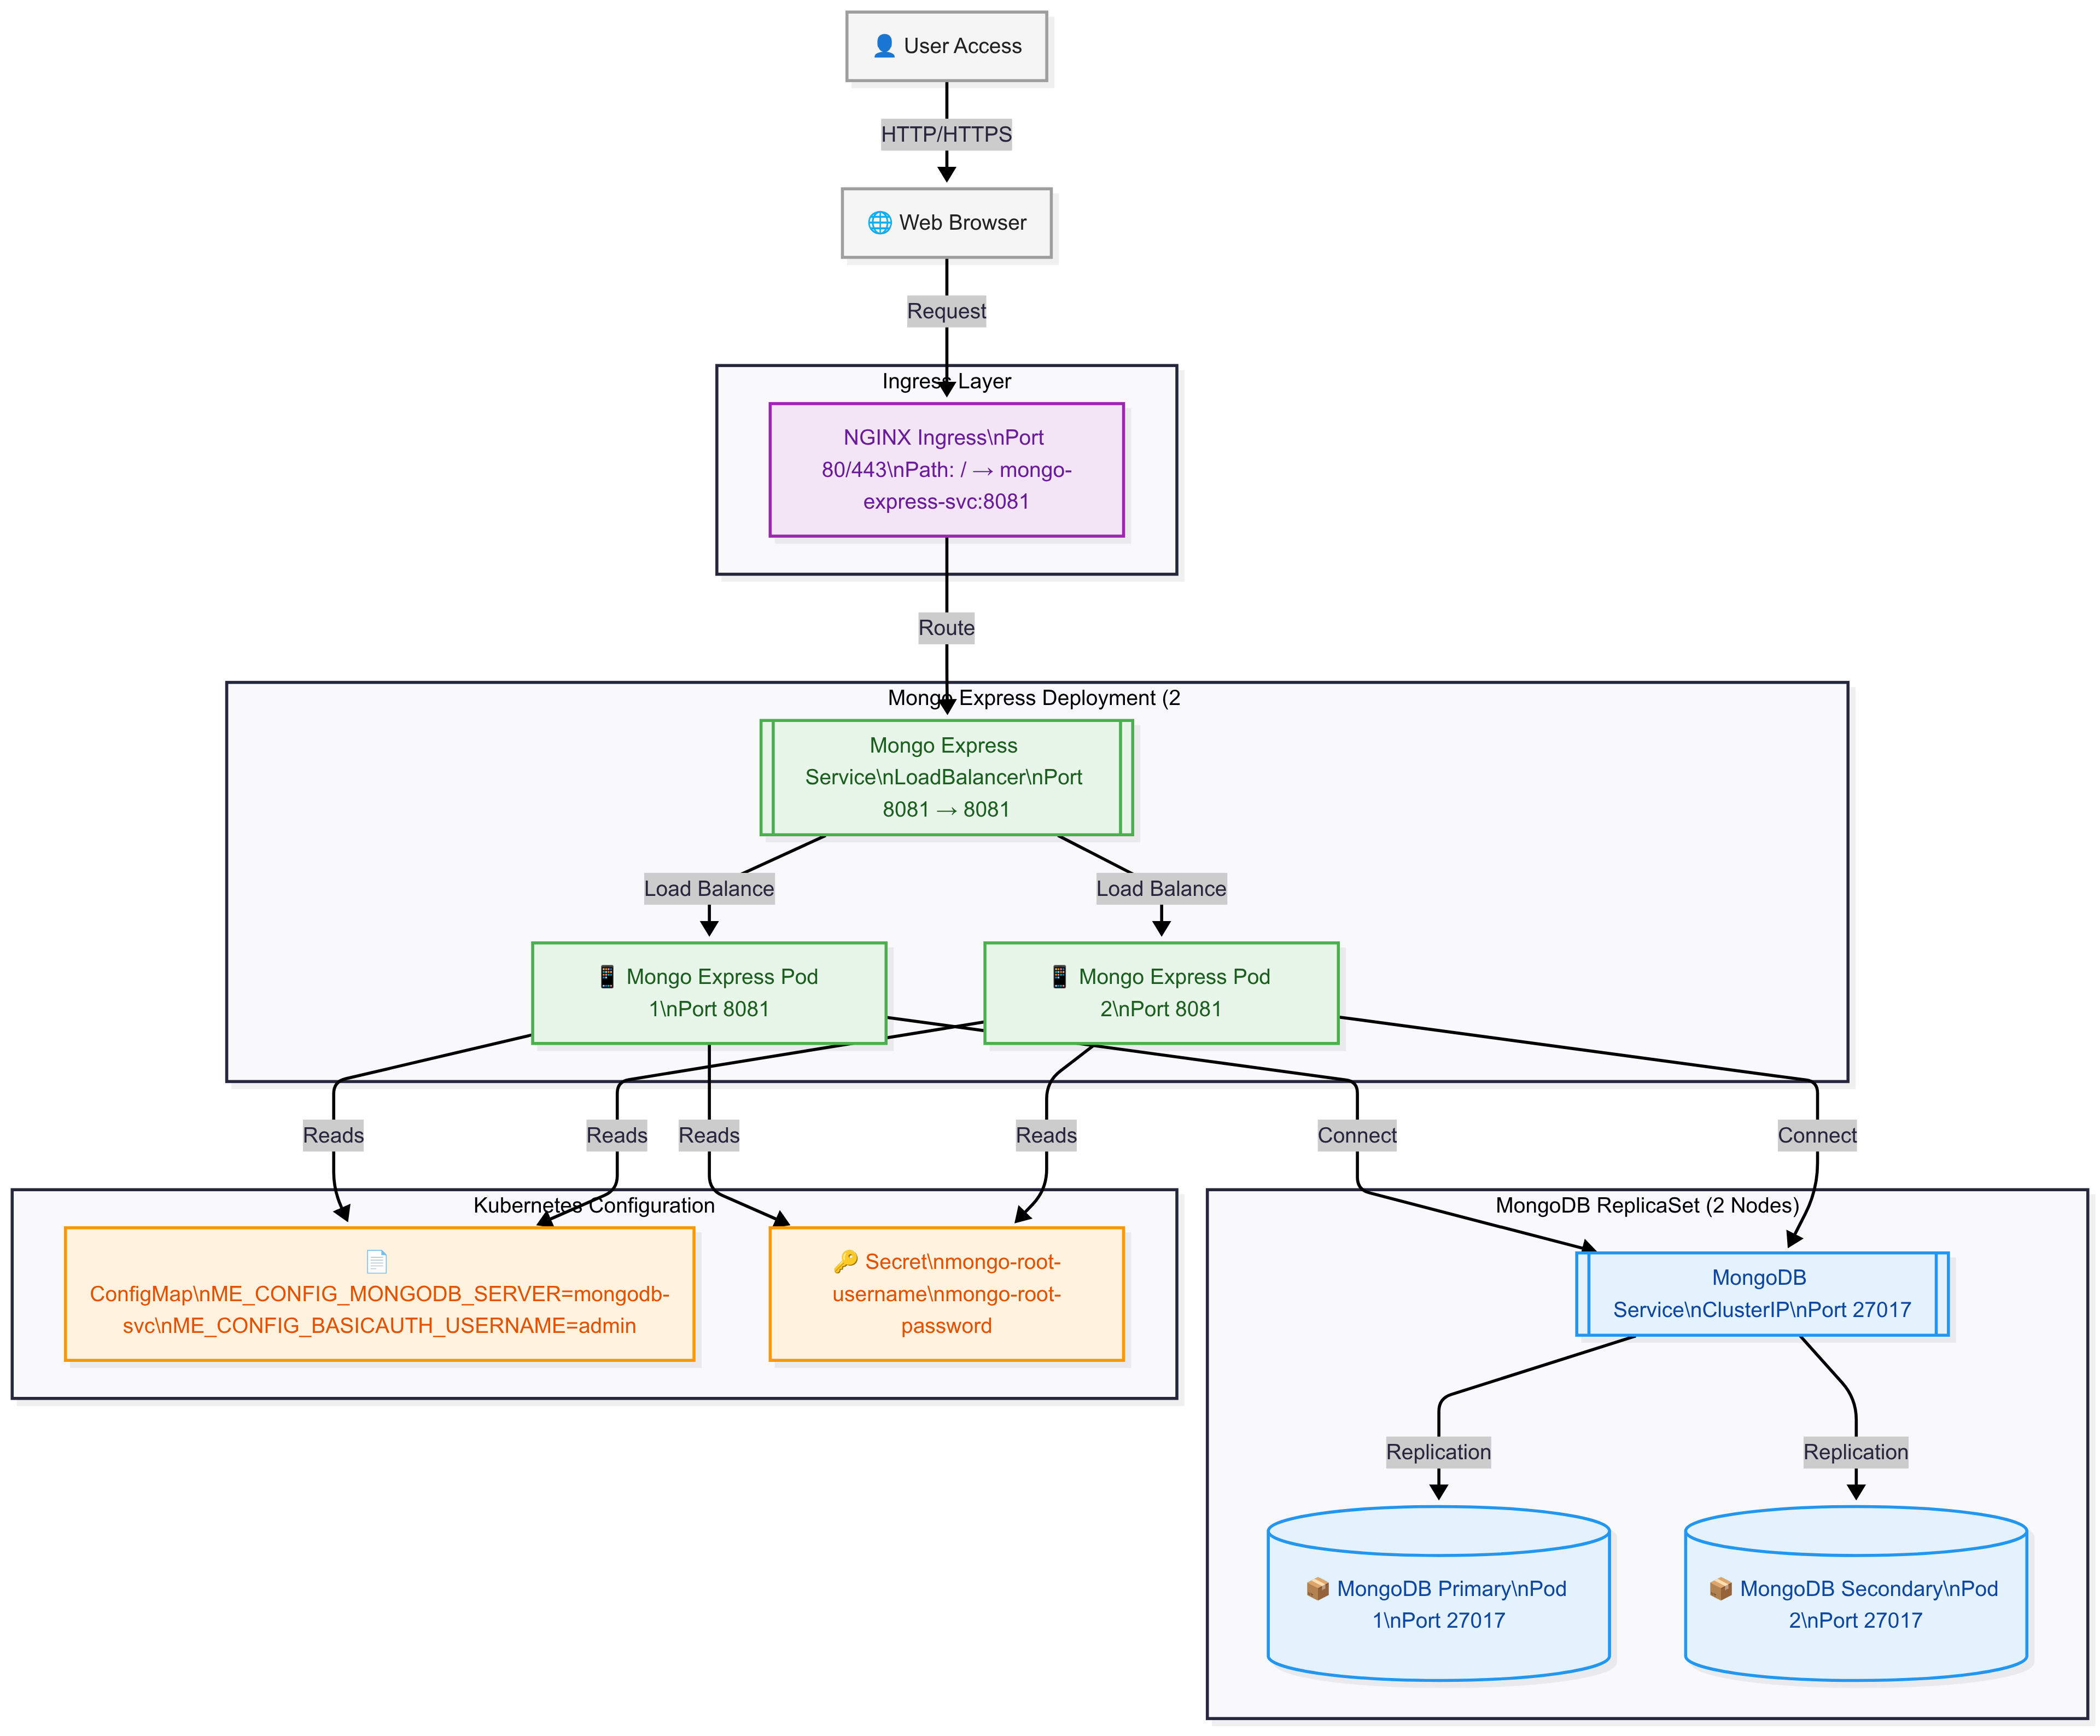 👤 User Access
HTTP/HTTPS
🌐 Web Browser
Request
Ingress Layer
NGINX Ingress\nPort
80/443\nPath: / → mongo-
express-svc:8081
Route
Mongo Express Deployment (2
Mongo Express
Service\nLoadBalancer\nPort
8081 → 8081
Load Balance
Load Balance
📱 Mongo Express Pod
1\nPort 8081
📱 Mongo Express Pod
2\nPort 8081
Reads
Reads
Reads
Reads
Connect
Connect
Kubernetes Configuration
📄
ConfigMap\nME_CONFIG_MONGODB_SERVER=mongodb-
svc\nME_CONFIG_BASICAUTH_USERNAME=admin
🔑 Secret\nmongo-root-
username\nmongo-root-
password
MongoDB ReplicaSet (2 Nodes)
MongoDB
Service\nClusterIP\nPort 27017
Replication
Replication
📦 MongoDB Primary\nPod
1\nPort 27017
📦 MongoDB Secondary\nPod
2\nPort 27017